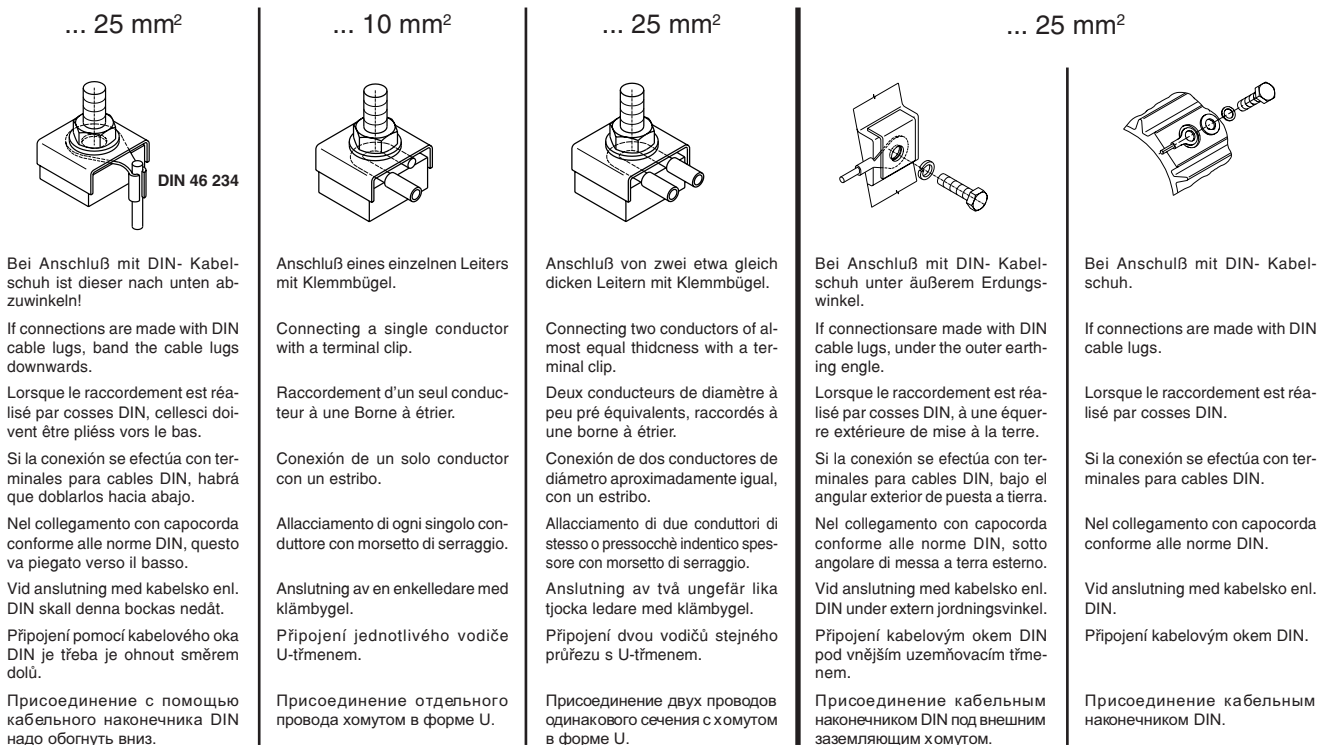 ... 25 mm²
DIN 46 234
Bei Anschluß mit DIN- Kabel-
schuh ist dieser nach unten ab-
zuwinkeln!
If connections are made with DIN
cable lugs, band the cable lugs
downwards.
Lorsque le raccordement est réa-
lisé par cosses DIN, cellesci doi-
vent être pliéss vors le bas.
Si la conexión se efectúa con ter-
minales para cables DIN, habrá
que doblarlos hacia abajo.
Nel collegamento con capocorda
conforme alle norme DIN, questo
va piegato verso il basso.
Vid anslutning med kabelsko enl.
DIN skall denna bockas nedåt.
Připojení pomocí kabelového oka
DIN je třeba je ohnout směrem
dolů.
Присоединение с помощью
кабельного наконечника DIN
надо обогнуть вниз.
... 10 mm²
Anschluß eines einzelnen Leiters
mit Klemmbügel.
Connecting a single conductor
with a terminal clip.
Raccordement d'un seul conduc-
teur à une Borne à étrier.
Conexión de un solo conductor
con un estribo.
Allacciamento di ogni singolo con-
duttore con morsetto di serraggio.
Anslutning av en enkelledare med
klämbygel.
Připojení jednotlivého vodiče
U-třmenem.
Присоединение отдельного
провода хомутом в форме U.
... 25 mm²
Anschluß von zwei etwa gleich
dicken Leitern mit Klemmbügel.
Connecting two conductors of al-
most equal thidcness with a ter-
minal clip.
Deux conducteurs de diamètre à
peu pré équivalents, raccordés à
une borne à étrier.
Conexión de dos conductores de
diámetro aproximadamente igual,
con un estribo.
Allacciamento di due conduttori di
stesso o pressocchè indentico spes-
sore con morsetto di serraggio.
Anslutning av två ungefär lika
tjocka ledare med klämbygel.
Připojení dvou vodičů stejného
průřezu s U-třmenem.
Присоединение двух проводов
одинакового сечения с хомутом
в форме U.
... 25 mm²
Bei Anschluß mit DIN- Kabel-
schuh unter äußerem Erdungs-
winkel.
If connectionsare made with DIN
cable lugs, under the outer earth-
ing engle.
Lorsque le raccordement est réa-
lisé par cosses DIN, à une équer-
re extérieure de mise à la terre.
Si la conexión se efectúa con ter-
minales para cables DIN, bajo el
angular exterior de puesta a tierra.
Nel collegamento con capocorda
conforme alle norme DIN, sotto
angolare di messa a terra esterno.
Vid anslutning med kabelsko enl.
DIN under extern jordningsvinkel.
Připojení kabelovým okem DIN
pod vnějším uzemňovacím třme-
nem.
Присоединение кабельным
наконечником DIN под внешним
заземляющим хомутом.
Bei Anschulß mit DIN- Kabel-
schuh.
If connections are made with DIN
cable lugs.
Lorsque le raccordement est réa-
lisé par cosses DIN.
Si la conexión se efectúa con ter-
minales para cables DIN.
Nel collegamento con capocorda
conforme alle norme DIN.
Vid anslutning med kabelsko enl.
DIN.
Připojení kabelovým okem DIN.
Присоединение кабельным
наконечником DIN.